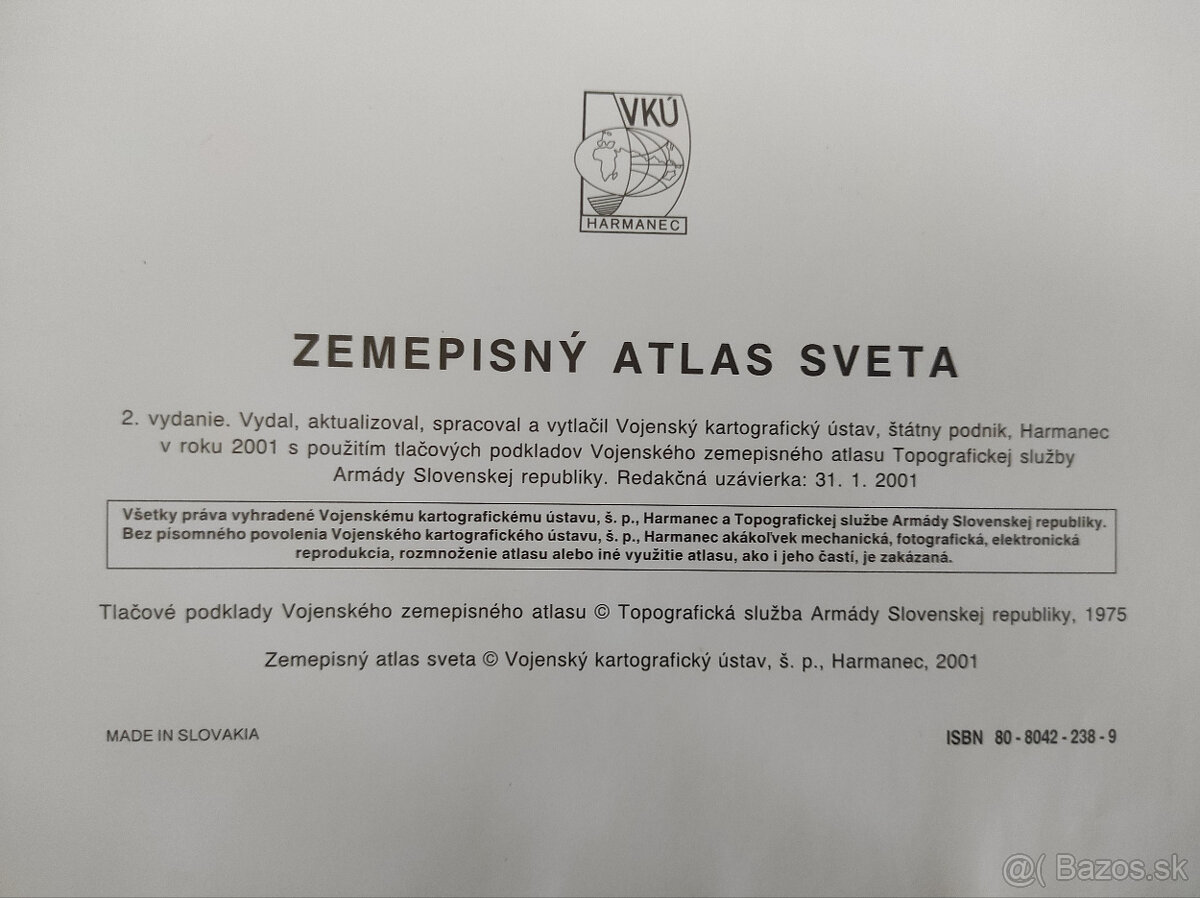 VKÚ
HARMANEC
ZEMEPISNÝ ATLAS SVETA
2. vydanie. Vydal, aktualizoval, spracoval a vytlačil Vojenský kartografický ústav, štátny podnik, Harmanec
v roku 2001 s použitím tlačových podkladov Vojenského zemepisného atlasu Topografickej služby
Armády Slovenskej republiky. Redakčná uzávierka: 31. 1. 2001
Všetky práva vyhradené Vojenskému kartografickému ústavu, š. p., Harmanec a Topografickej službe Armády Slovenskej republiky.
Bez písomného povolenia Vojenského kartografického ústavu, š. p., Harmanec akákoľvek mechanická, fotografická, elektronická
reprodukcia, rozmnoženie atlasu alebo iné využitie atlasu, ako i jeho častí, je zakázaná.
Tlačové podklady Vojenského zemepisného atlasu © Topografická služba Armády Slovenskej republiky, 1975
Zemepisný atlas sveta © Vojenský kartografický ústav, š. p., Harmanec, 2001
MADE IN SLOVAKIA
ISBN 80 - 8042 - 238 - 9
@( Bazos.sk